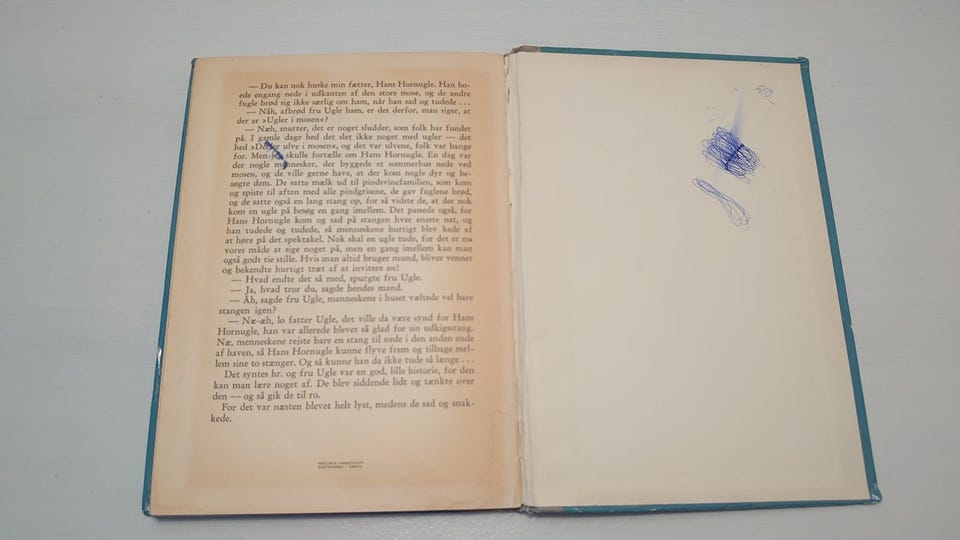 — Du kan nok huske min fætter, Hans Hornugle. Han bo-
ede engang nede i udkanten af den store mose, og de andre
fugle brød sig ikke særlig om ham, når han sad og tudede . . .
— Nåh, afbrød fru Ugle ham, er det derfor, man siger, at
der er »Ugler i mosen«?
— Næh, mutter, det er noget sludder, som folk har fundet
på. I gamle dage hed det slet ikke noget med ugler — det
hed »Der er ulve i mosen«, og det var ulvene, folk var bange
for. Men jeg skulle fortælle om Hans Hornugle. En dag var
der nogle mennesker, der byggede et sommerhus nede ved
mosen, og de ville gerne have, at der kom nogle dyr og be-
søgte dem. De satte mælk ud til pindsvinefamilien, som kom
og spiste til aften med alle pindgrisene, de gav fuglene brød,
og de satte også en lang stang op, for så vidste de, at der nok
kom en ugle på besøg en gang imellem. Det passede også, for
Hans Hornugle kom og sad på stangen hver eneste nat, og
han tudede og tudede, så menneskene hurtigt blev kede af
at høre på det spektakel. Nok skal en ugle tude, for det er nu
vores måde at sige noget på, men en gang imellem kan man
også godt tie stille. Hvis man altid bruger mund, bliver venner
og bekendte hurtigt træt af at invitere en!
— Hvad endte det så med, spurgte fru Ugle.
— Ja, hvad tror du, sagde hendes mand.
— Åh, sagde fru Ugle, menneskene i huset væltede vel bare
stangen igen?
— Næ-æh, lo fatter Ugle, det ville da være synd for Hans
Hornugle, han var allerede blevet så glad for sin udkigsstang.
Næ, menneskene rejste bare en stang til nede i den anden ende
af haven, så Hans Hornugle kunne flyve frem og tilbage mel-
lem sine to stænger. Og så kunne han da ikke tude så længe . . .
Det syntes hr. og fru Ugle var en god, lille historie, for den
kan man lære noget af. De blev siddende lidt og tænkte over
den — og så gik de til ro.
For det var næsten blevet helt lyst, medens de sad og snak-
kede.